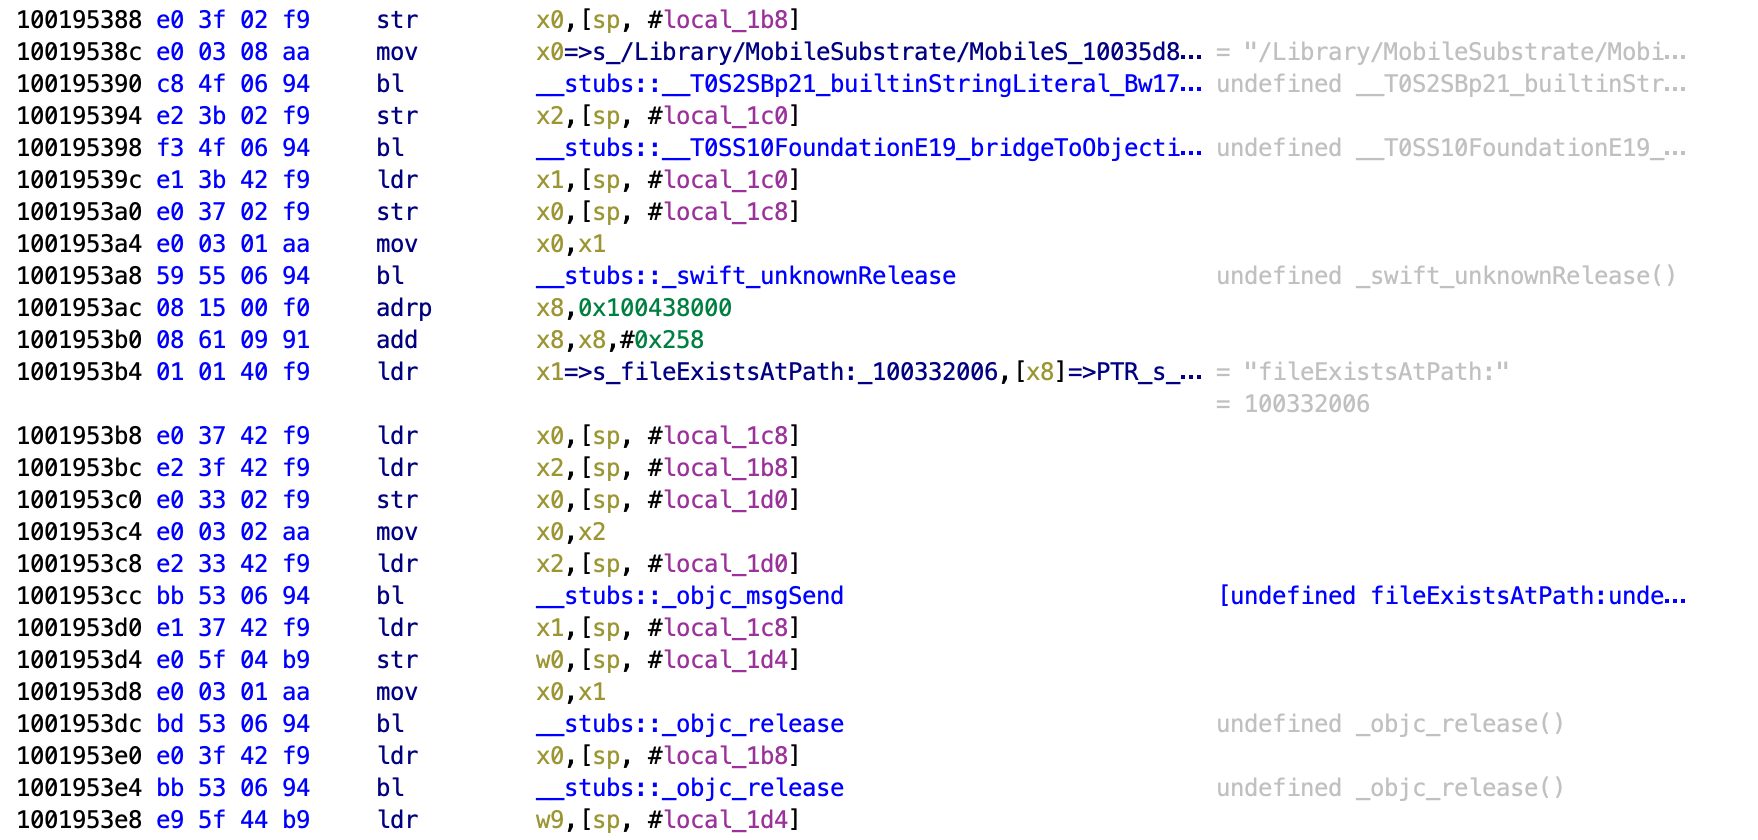 100195388 e0 3f 02 f9 str x0,[sp, #local_1b8]
10019538c e0 03 08 aa mov x0=>s_/Library/MobileSubstrate/MobileS_10035d8... = "/Library/MobileSubstrate/Mobi...
100195390 c8 4f 06 94 bl __stubs::__T0S2SBp21_builtinStringLiteral_Bw17... undefined __T0S2SBp21_builtinStr...
100195394 e2 3b 02 f9 str x2,[sp, #local_1c0]
100195398 f3 4f 06 94 bl __stubs::__T0SS10FoundationE19_bridgeToObjecti... undefined __T0SS10FoundationE19_...
10019539c e1 3b 42 f9 ldr x1,[sp, #local_1c0]
1001953a0 e0 37 02 f9 str x0,[sp, #local_1c8]
1001953a4 e0 03 01 aa mov x0,x1
1001953a8 59 55 06 94 bl __stubs::_swift_unknownRelease undefined _swift_unknownRelease()
1001953ac 08 15 00 f0 adrp x8,0x100438000
1001953b0 08 61 09 91 add x8,x8,#0x258
1001953b4 01 01 40 f9 ldr x1=>s_fileExistsAtPath:_100332006,[x8]=>PTR_s_... = "fileExistsAtPath:"
= 100332006
1001953b8 e0 37 42 f9 ldr x0,[sp, #local_1c8]
1001953bc e2 3f 42 f9 ldr x2,[sp, #local_1b8]
1001953c0 e0 33 02 f9 str x0,[sp, #local_1d0]
1001953c4 e0 03 02 aa mov x0,x2
1001953c8 e2 33 42 f9 ldr x2,[sp, #local_1d0]
1001953cc bb 53 06 94 bl __stubs::_objc_msgSend [undefined fileExistsAtPath:unde...
1001953d0 e1 37 42 f9 ldr x1,[sp, #local_1c8]
1001953d4 e0 5f 04 b9 str w0,[sp, #local_1d4]
1001953d8 e0 03 01 aa mov x0,x1
1001953dc bd 53 06 94 bl __stubs::_objc_release undefined _objc_release()
1001953e0 e0 3f 42 f9 ldr x0,[sp, #local_1b8]
1001953e4 bb 53 06 94 bl __stubs::_objc_release undefined _objc_release()
1001953e8 e9 5f 44 b9 ldr w9,[sp, #local_1d4]